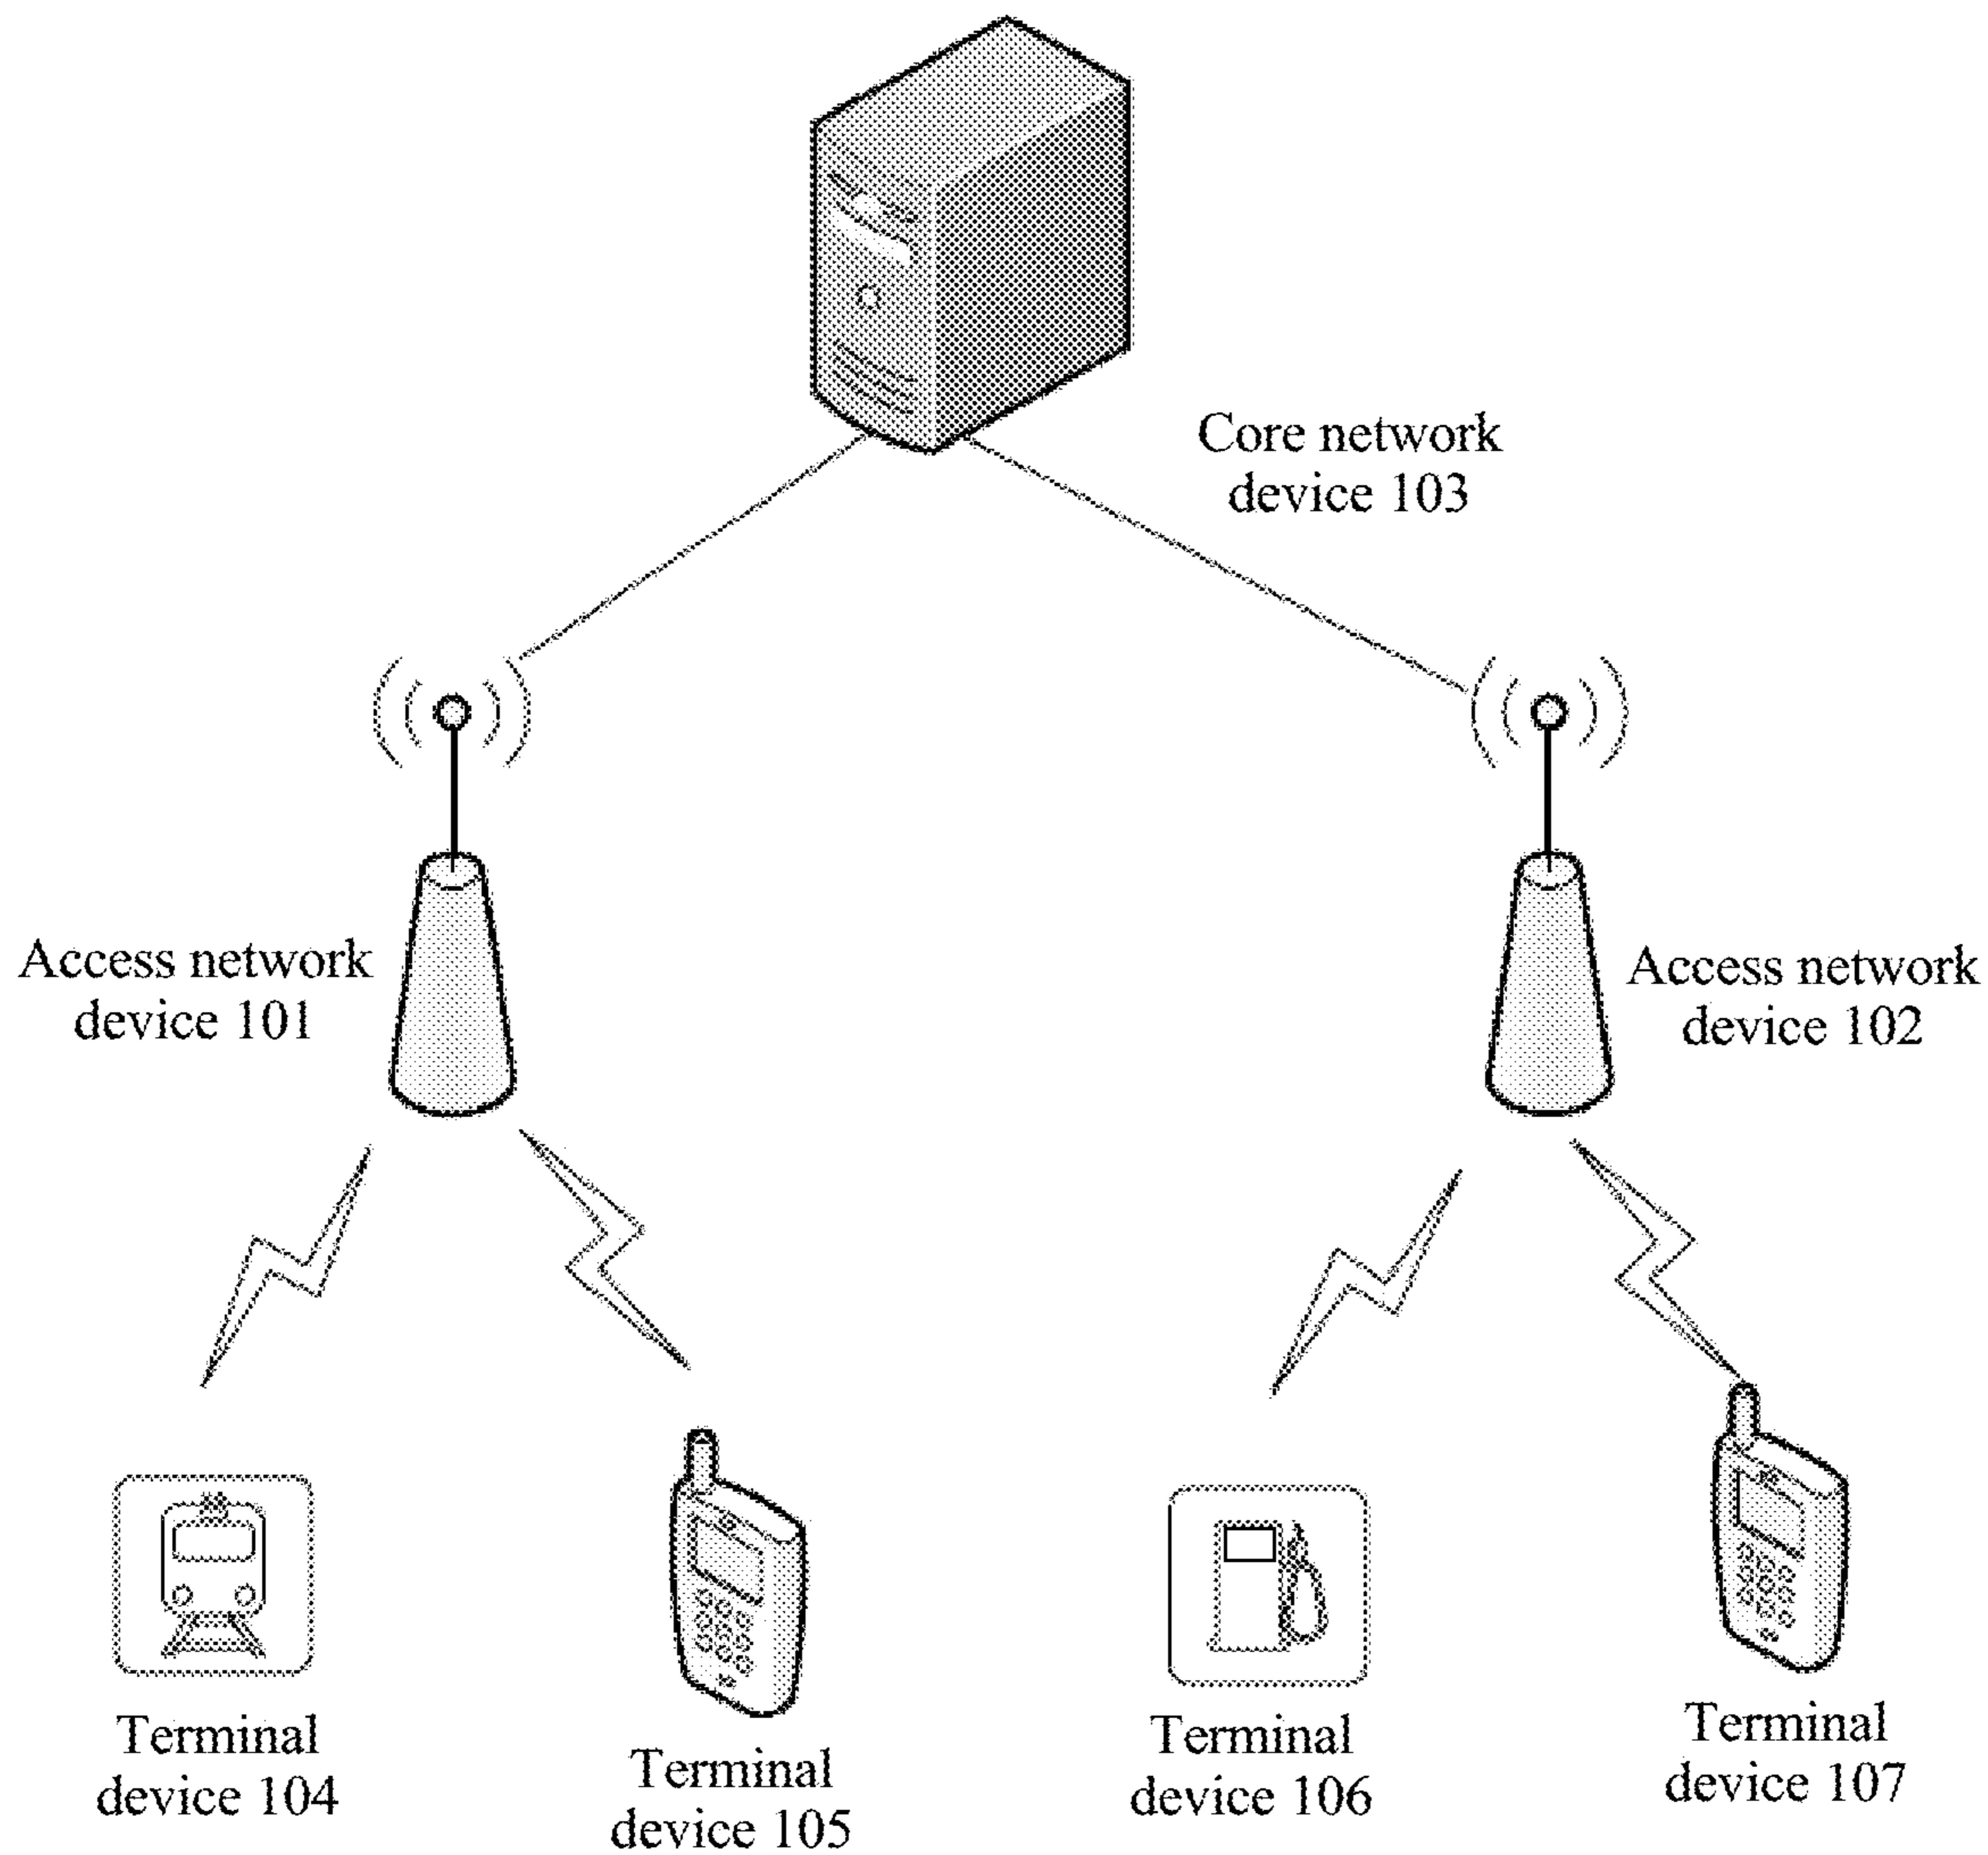 Core network
device 103
Access network
device 101
Access network
device 102
Terminal
device 104
Terminal
device 105
Terminal
device 106
Terminal
device 107